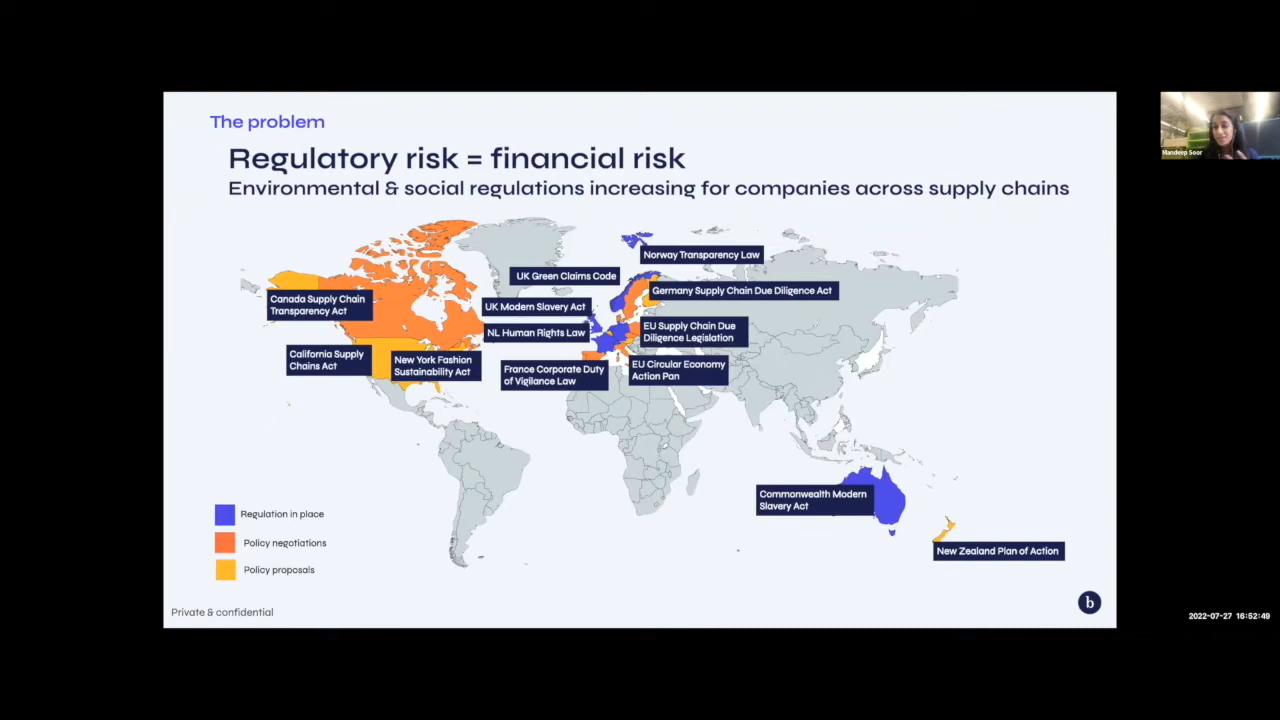 The problem
Regulatory risk = financial risk
Environmental & social regulations increasing for companies across supply chains
Mandeep Soor
Norway Transparency Law
UK Green Claims Code
Germany Supply Chain Due Diligence Act
Canada Supply Chain
Transparency Act
UK Modern Slavery Act
NL Human Rights Law
EU Supply Chain Due
Diligence Legislation
California Supply
Chains Act
New York Fashion
Sustainability Act
France Corporate Duty
of Vigilance Law
EU Circular Economy
Action Pan
Commonwealth Modern
Slavery Act
New Zealand Plan of Action
Regulation in place
Policy negotiations
Policy proposals
Private & confidential
b
2022-07-27 16:52:49